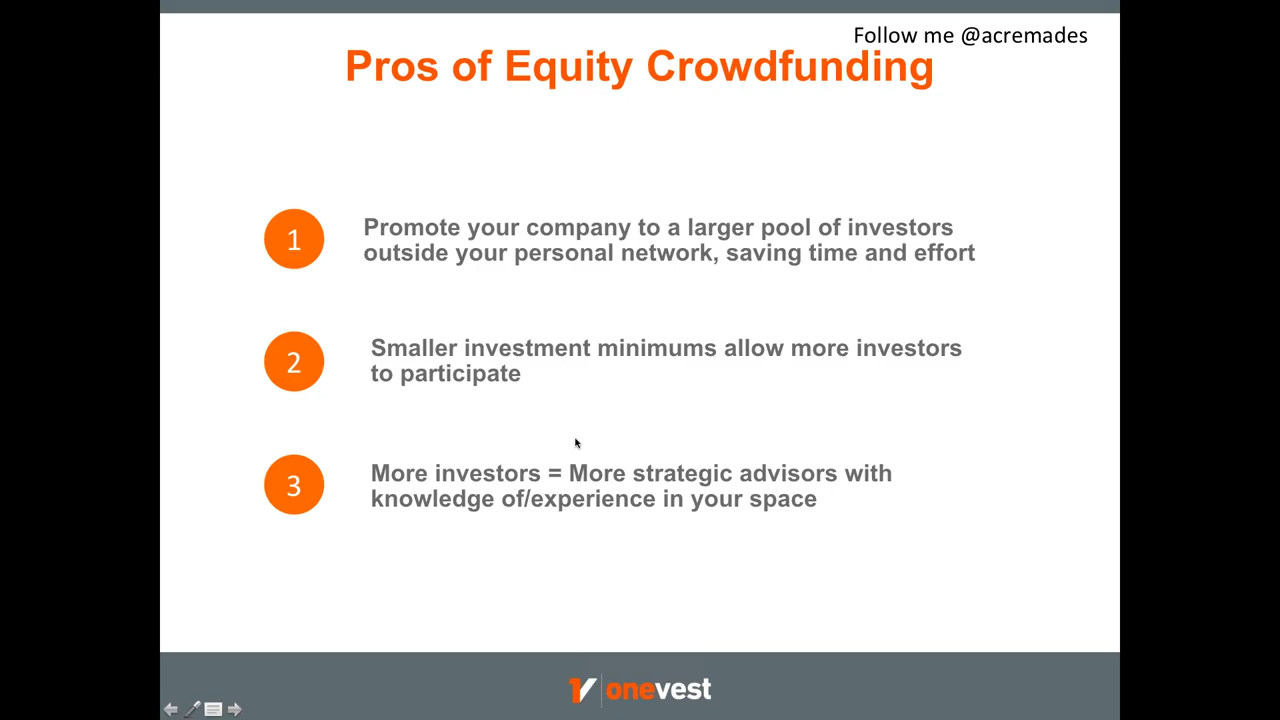 Follow me @acremades
Pros of Equity Crowdfunding
1
Promote your company to a larger pool of investors
outside your personal network, saving time and effort
2
Smaller investment minimums allow more investors
to participate
3
More investors = More strategic advisors with
knowledge of/experience in your space
onevest